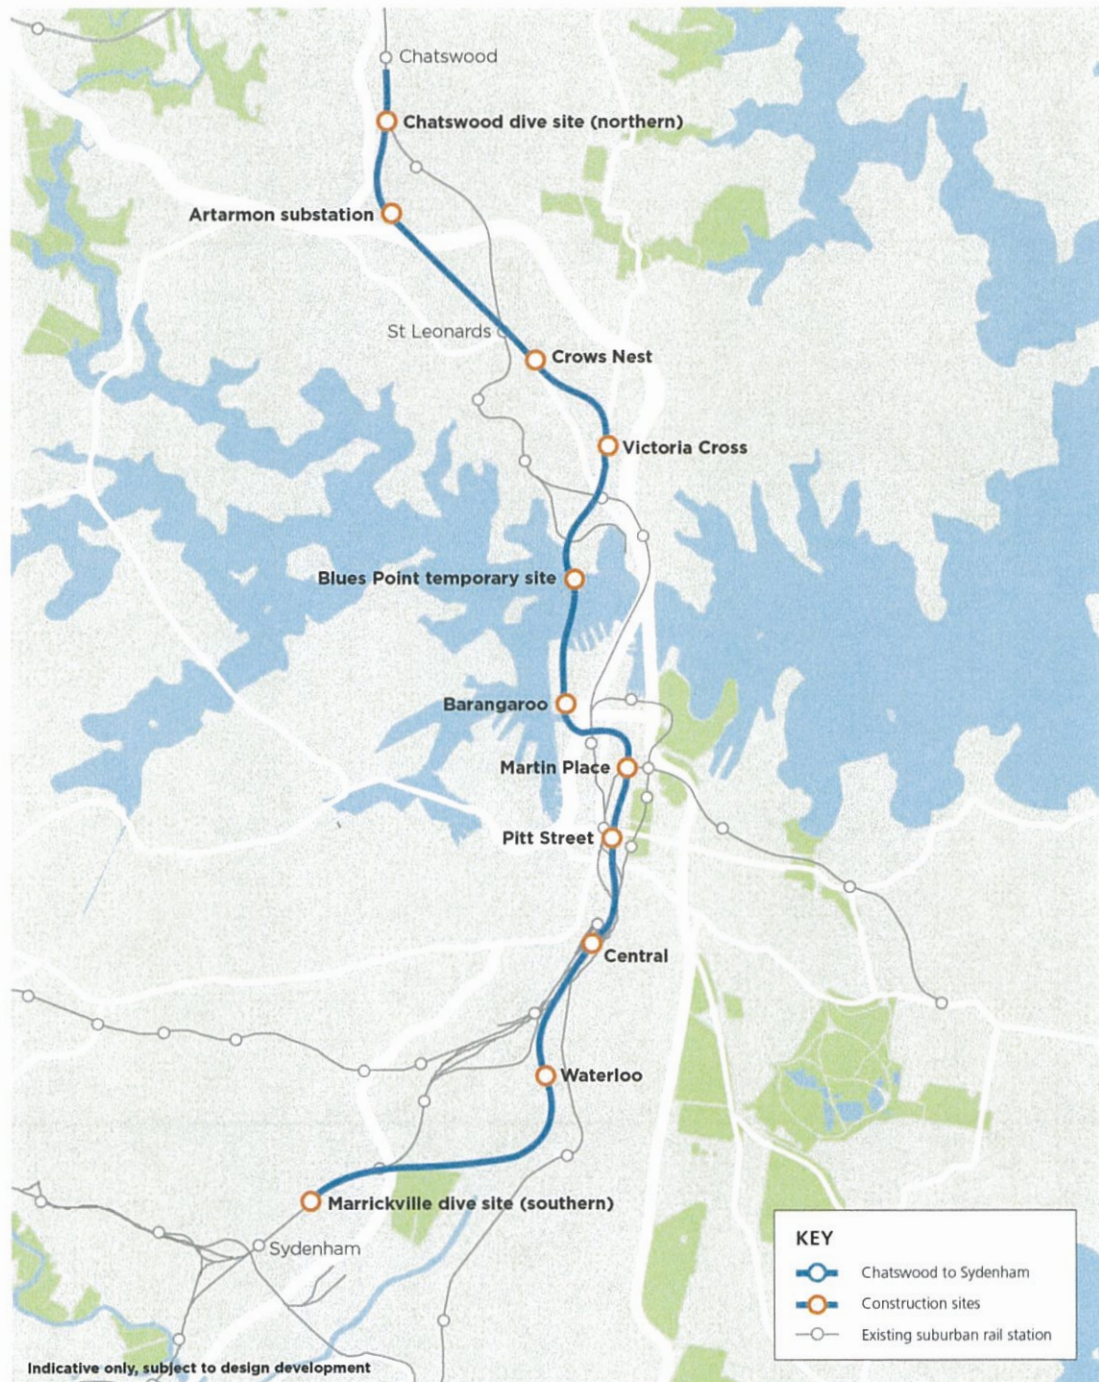 Chatswood
Chatswood dive site (northern)
Artarmon substation
St Leonards
Crows Nest
Victoria Cross
Blues Point temporary site
Barangaroo
Martin Place
Pitt Street
Central
Waterloo
Marrickville dive site (southern)
Sydenham
KEY
Chatswood to Sydenham
Construction sites
Existing suburban rail station
Indicative only, subject to design development